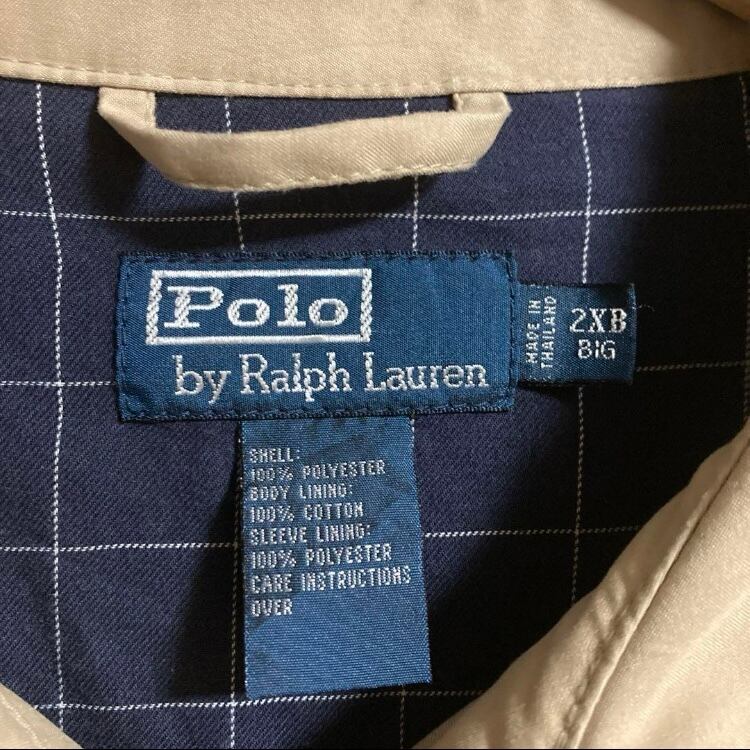 Polo
by Ralph Lauren
MADE IN
THAILAND
2XB
BIG
SHELL:
100% POLYESTER
BODY LINING:
100% COTTON
SLEEVE LINING:
100% POLYESTER
CARE INSTRUCTIONS
OVER